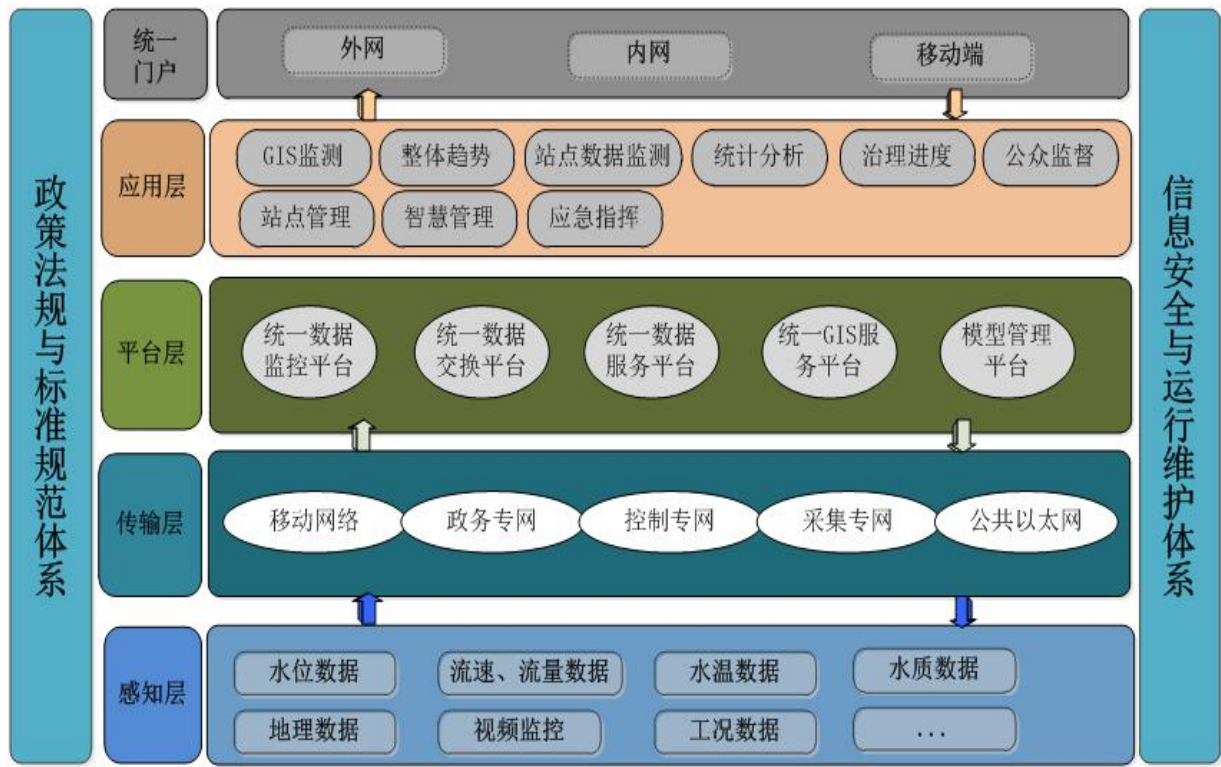 政策法规与标准规范体系
统一
门户
外网
内网
移动端
应用层
GIS监测
整体趋势
站点数据监测
统计分析
治理进度
公众监督
站点管理
智慧管理
应急指挥
平台层
统一数据
监控平台
统一数据
交换平台
统一数据
服务平台
统一GIS服
务平台
模型管理
平台
传输层
移动网络
政务专网
控制专网
采集专网
公共以太网
感知层
水位数据
流速、流量数据
水温数据
水质数据
地理数据
视频监控
工况数据
...
信息安全与运行维护体系